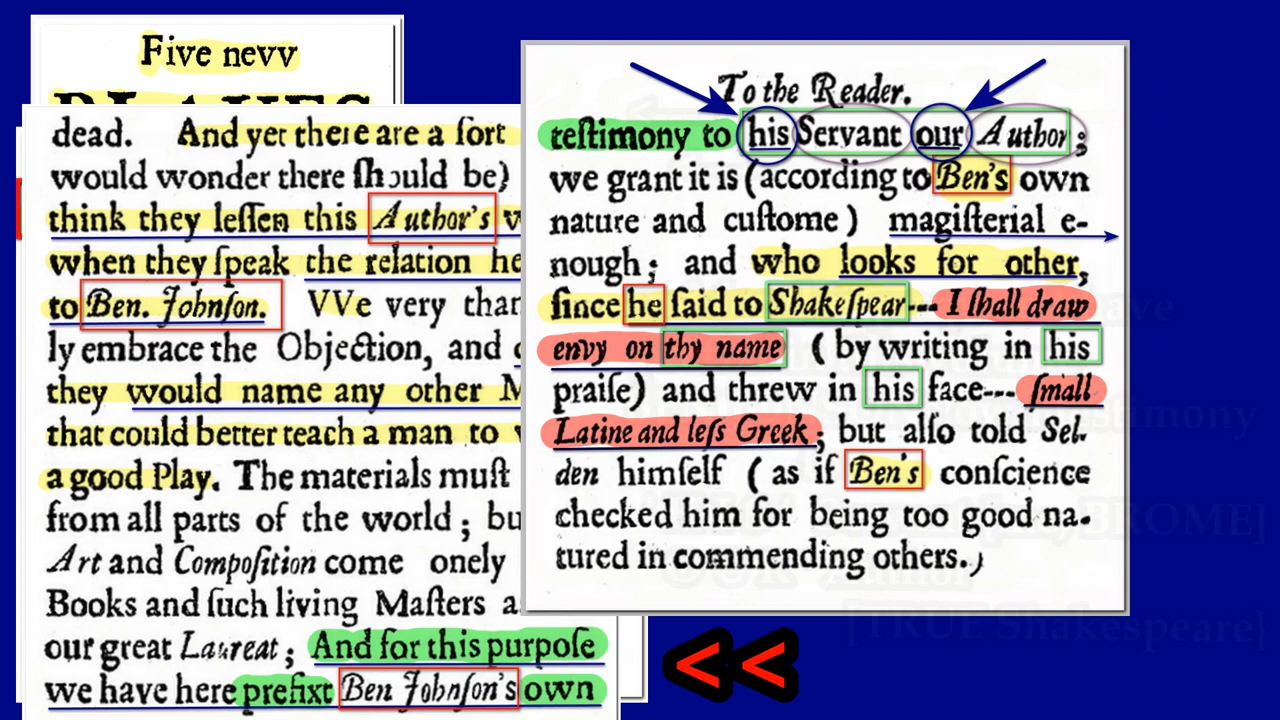 Five nevv
dead. And yet there are a ſort
would wonder there ſhould be)
think they leſſen this Author's
when they ſpeak the relation he
to Ben. Johnſon. VVe very
ly embrace the Objection, and
they would name any other
that could better teach a man to
a good Play. The materials muſt
from all parts of the world;
Art and Compoſition come onely
Books and ſuch living Maſters
our great Laureat; And for this purpoſe
we have here prefixt Ben Johnſon's own
To the Reader.
teſtimony to his Servant our Author;
we grant it is (according to Ben's own
nature and cuſtome) magiſterial e-
nough; and who looks for other,
ſince he ſaid to Shakeſpear--- I ſhall draw
envy on thy name (by writing in his
praiſe) and threw in his face--- ſmall
Latine and leſs Greek; but alſo told Sel-
den himſelf (as if Ben's conſcience
checked him for being too good na-
tured in commending others.)
<<
BROME]
[TRUE Shakespeare]